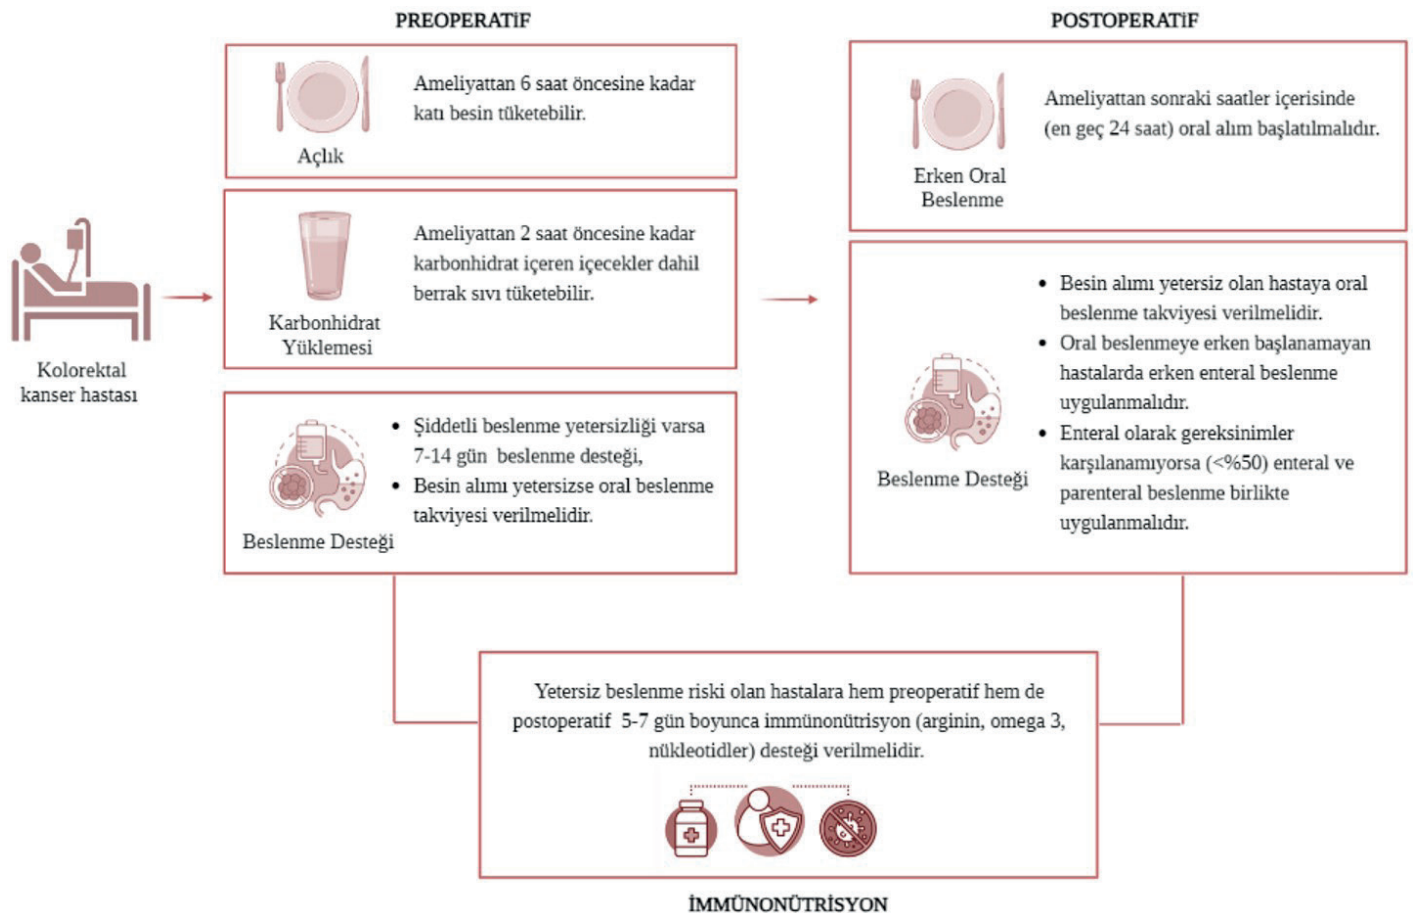 PREOPERATİF
Ameliyattan 6 saat öncesine kadar
katı besin tüketebilir.
Açlık
Ameliyattan 2 saat öncesine kadar
karbonhidrat içeren içecekler dahil
berrak sıvı tüketebilir.
Karbonhidrat
Yüklemesi
Kolorektal
kanser hastası
• Şiddetli beslenme yetersizliği varsa
7-14 gün beslenme desteği,
• Besin alımı yetersizse oral beslenme
takviyesi verilmelidir.
Beslenme Desteği
POSTOPERATİF
Ameliyattan sonraki saatler içerisinde
(en geç 24 saat) oral alım başlatılmalıdır.
Erken Oral
Beslenme
• Besin alımı yetersiz olan hastaya oral
beslenme takviyesi verilmelidir.
• Oral beslenmeye erken başlanamayan
hastalarda erken enteral beslenme
uygulanmalıdır.
• Enteral olarak gereksinimler
karşılanamıyorsa (<%50) enteral ve
parenteral beslenme birlikte
uygulanmalıdır.
Beslenme Desteği
Yetersiz beslenme riski olan hastalara hem preoperatif hem de
postoperatif 5-7 gün boyunca immünonütrisyon (arginin, omega 3,
nükleotidler) desteği verilmelidir.
İMMÜNONÜTRİSYON